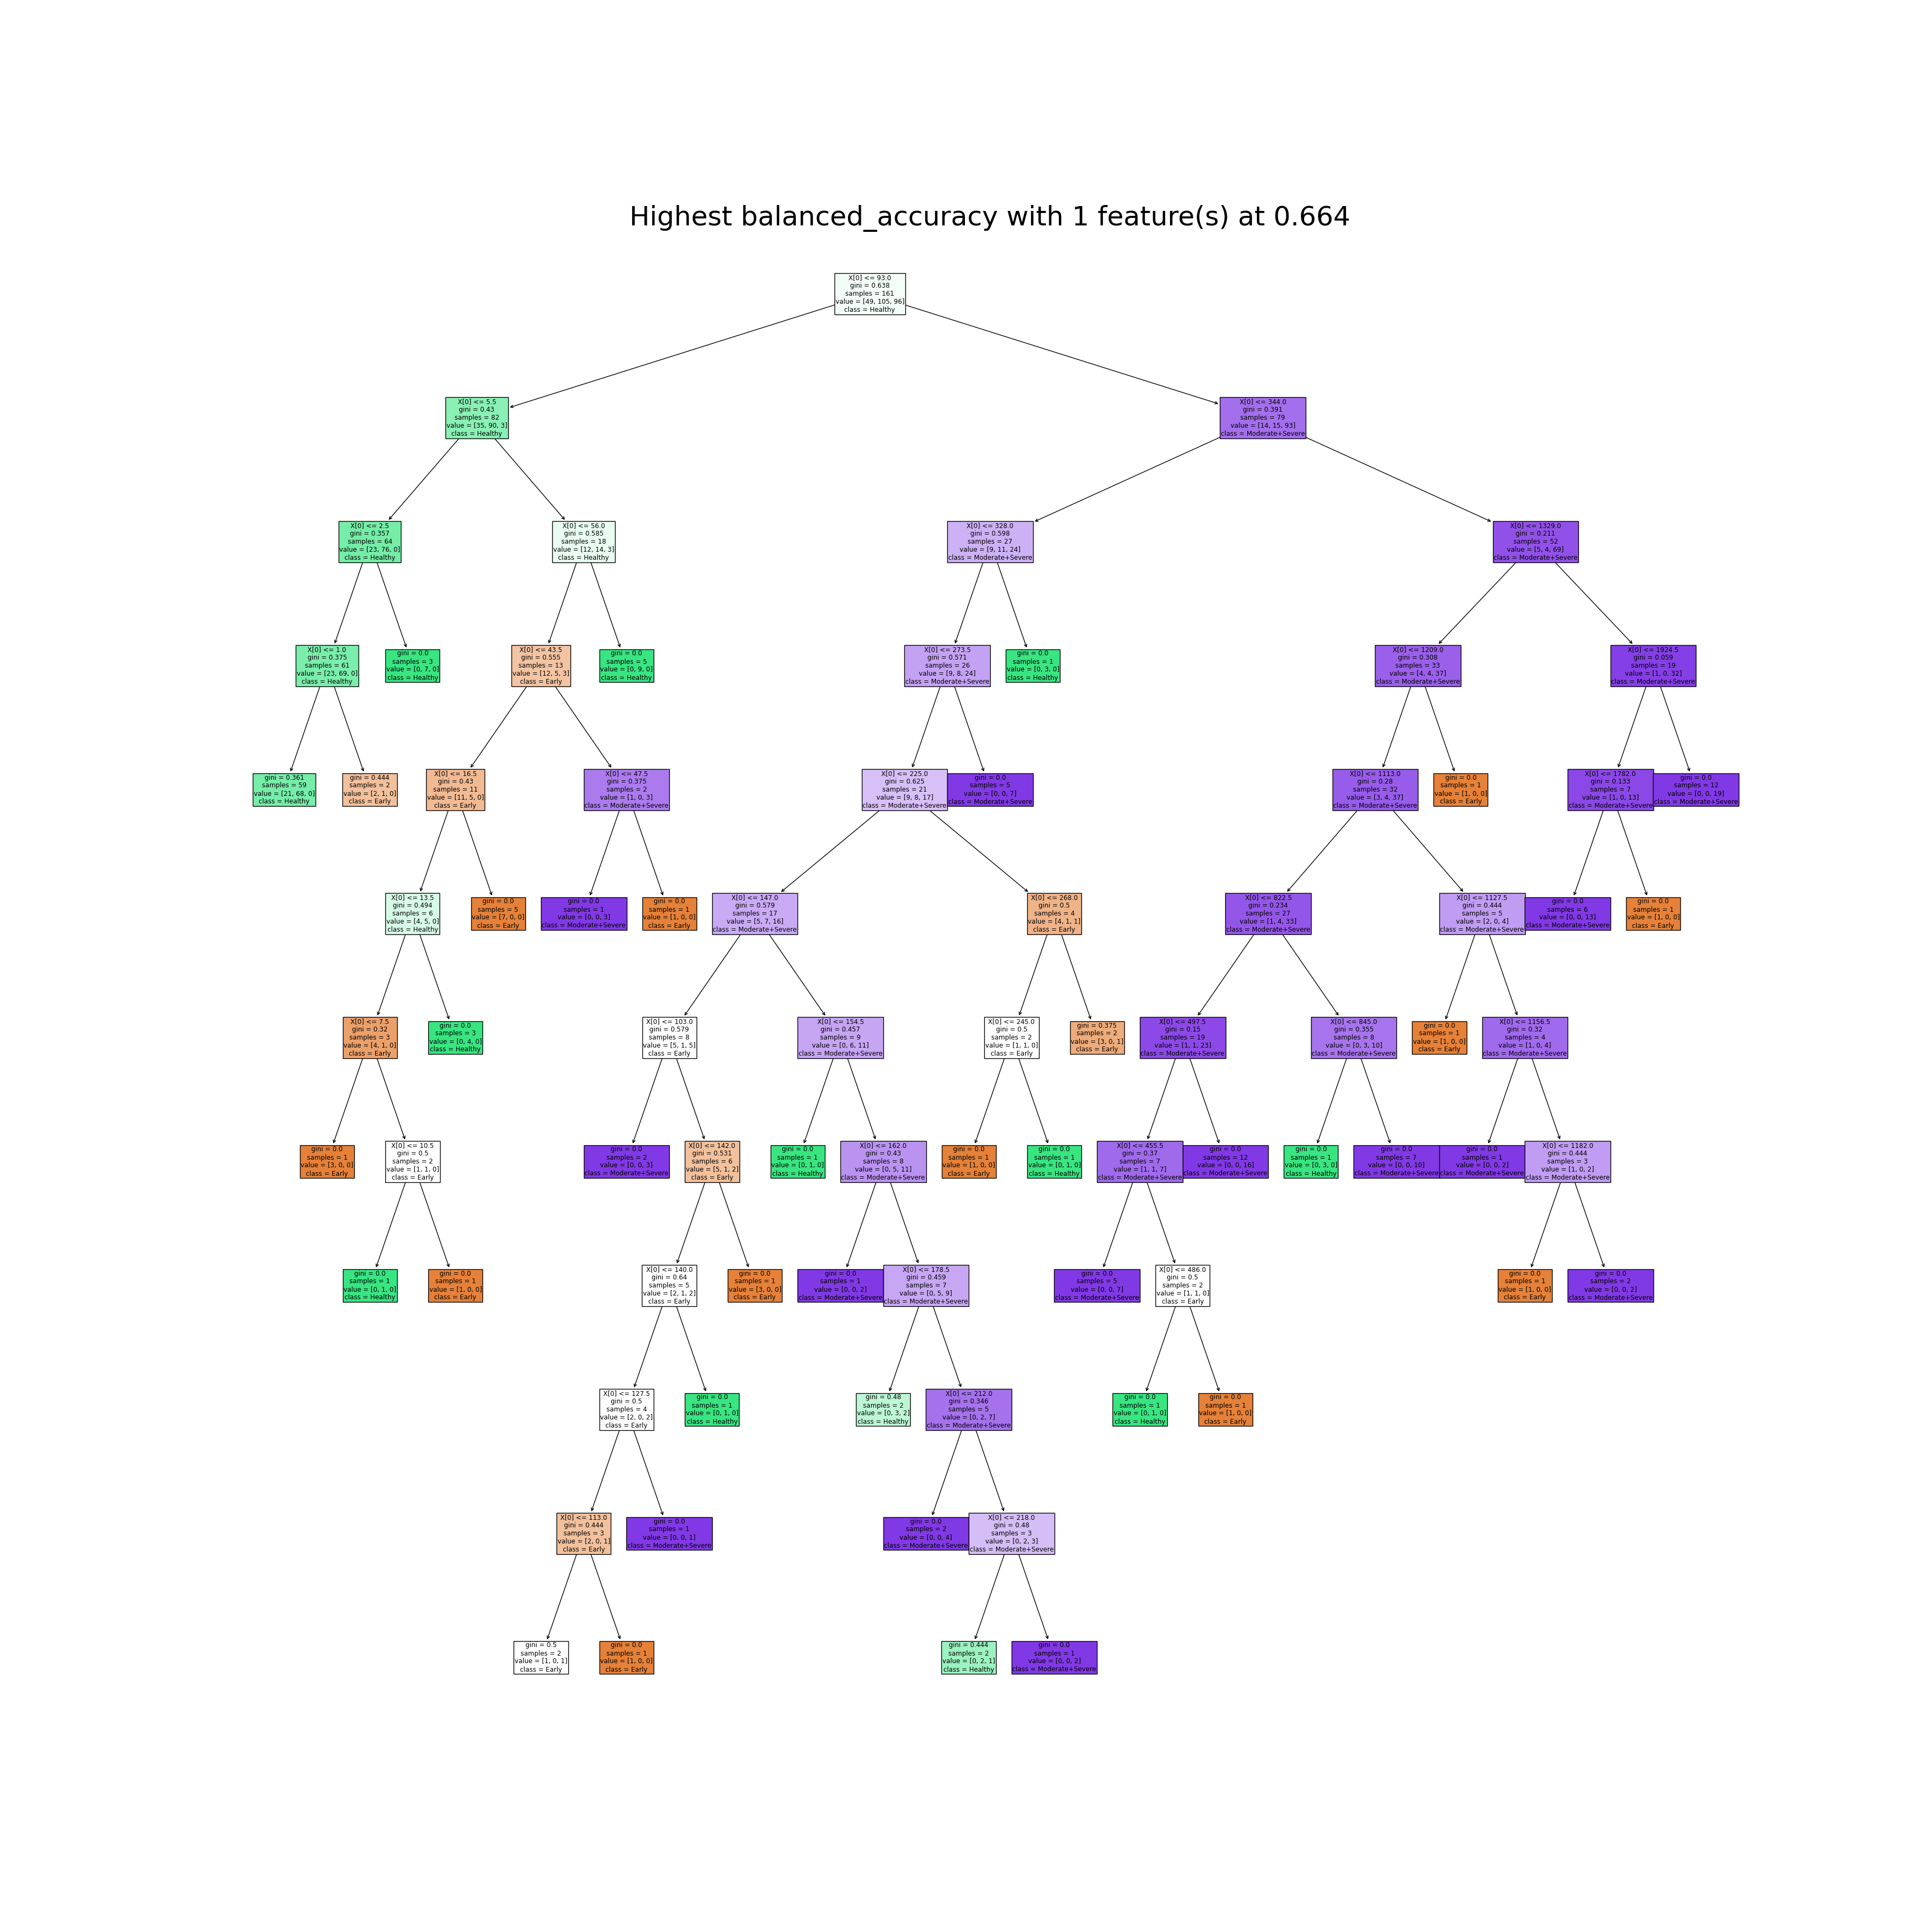 Highest balanced_accuracy with 1 feature(s) at 0.664
X[0] <= 93.0
gini = 0.638
samples = 161
value = [49, 105, 96]
class = Healthy
X[0] <= 5.5
gini = 0.43
samples = 82
value = [35, 90, 3]
class = Healthy
X[0] <= 344.0
gini = 0.391
samples = 79
value = [14, 15, 93]
class = Moderate+Severe
X[0] <= 2.5
gini = 0.357
samples = 64
value = [23, 76, 0]
class = Healthy
X[0] <= 56.0
gini = 0.585
samples = 18
value = [12, 14, 3]
class = Healthy
X[0] <= 328.0
gini = 0.598
samples = 27
value = [9, 11, 24]
class = Moderate+Severe
X[0] <= 1329.0
gini = 0.211
samples = 52
value = [5, 4, 69]
class = Moderate+Severe
X[0] <= 1.0
gini = 0.375
samples = 61
value = [23, 69, 0]
class = Healthy
gini = 0.0
samples = 3
value = [0, 7, 0]
class = Healthy
X[0] <= 43.5
gini = 0.555
samples = 13
value = [12, 5, 3]
class = Early
gini = 0.0
samples = 5
value = [0, 9, 0]
class = Healthy
X[0] <= 273.5
gini = 0.571
samples = 26
value = [9, 8, 24]
class = Moderate+Severe
gini = 0.0
samples = 1
value = [0, 3, 0]
class = Healthy
X[0] <= 1209.0
gini = 0.308
samples = 33
value = [4, 4, 37]
class = Moderate+Severe
X[0] <= 1924.5
gini = 0.059
samples = 19
value = [1, 0, 32]
class = Moderate+Severe
gini = 0.361
samples = 59
value = [21, 68, 0]
class = Healthy
gini = 0.444
samples = 2
value = [2, 1, 0]
class = Early
X[0] <= 16.5
gini = 0.43
samples = 11
value = [11, 5, 0]
class = Early
X[0] <= 47.5
gini = 0.375
samples = 2
value = [1, 0, 3]
class = Moderate+Severe
X[0] <= 225.0
gini = 0.625
samples = 21
value = [9, 8, 17]
class = Moderate+Severe
gini = 0.0
samples = 5
value = [0, 0, 7]
class = Moderate+Severe
X[0] <= 1113.0
gini = 0.28
samples = 32
value = [3, 4, 37]
class = Moderate+Severe
gini = 0.0
samples = 1
value = [1, 0, 0]
class = Early
X[0] <= 1782.0
gini = 0.133
samples = 7
value = [1, 0, 13]
class = Moderate+Severe
gini = 0.0
samples = 12
value = [0, 0, 19]
class = Moderate+Severe
X[0] <= 13.5
gini = 0.494
samples = 6
value = [4, 5, 0]
class = Healthy
gini = 0.0
samples = 5
value = [7, 0, 0]
class = Early
gini = 0.0
samples = 1
value = [0, 0, 3]
class = Moderate+Severe
gini = 0.0
samples = 1
value = [1, 0, 0]
class = Early
X[0] <= 147.0
gini = 0.579
samples = 17
value = [5, 7, 16]
class = Moderate+Severe
X[0] <= 268.0
gini = 0.5
samples = 4
value = [4, 1, 1]
class = Early
X[0] <= 822.5
gini = 0.234
samples = 27
value = [1, 4, 33]
class = Moderate+Severe
X[0] <= 1127.5
gini = 0.444
samples = 5
value = [2, 0, 4]
class = Moderate+Severe
gini = 0.0
samples = 6
value = [0, 0, 13]
class = Moderate+Severe
gini = 0.0
samples = 1
value = [1, 0, 0]
class = Early
X[0] <= 7.5
gini = 0.32
samples = 3
value = [4, 1, 0]
class = Early
gini = 0.0
samples = 3
value = [0, 4, 0]
class = Healthy
X[0] <= 103.0
gini = 0.579
samples = 8
value = [5, 1, 5]
class = Early
X[0] <= 154.5
gini = 0.457
samples = 9
value = [0, 6, 11]
class = Moderate+Severe
X[0] <= 245.0
gini = 0.5
samples = 2
value = [1, 1, 0]
class = Early
gini = 0.375
samples = 2
value = [3, 0, 1]
class = Early
X[0] <= 497.5
gini = 0.15
samples = 19
value = [1, 1, 23]
class = Moderate+Severe
X[0] <= 845.0
gini = 0.355
samples = 8
value = [0, 3, 10]
class = Moderate+Severe
gini = 0.0
samples = 1
value = [1, 0, 0]
class = Early
X[0] <= 1156.5
gini = 0.32
samples = 4
value = [1, 0, 4]
class = Moderate+Severe
gini = 0.0
samples = 1
value = [3, 0, 0]
class = Early
X[0] <= 10.5
gini = 0.5
samples = 2
value = [1, 1, 0]
class = Early
gini = 0.0
samples = 2
value = [0, 0, 3]
class = Moderate+Severe
X[0] <= 142.0
gini = 0.531
samples = 6
value = [5, 1, 2]
class = Early
gini = 0.0
samples = 1
value = [0, 1, 0]
class = Healthy
X[0] <= 162.0
gini = 0.43
samples = 8
value = [0, 5, 11]
class = Moderate+Severe
gini = 0.0
samples = 1
value = [1, 0, 0]
class = Early
gini = 0.0
samples = 1
value = [0, 1, 0]
class = Healthy
X[0] <= 455.5
gini = 0.37
samples = 7
value = [1, 1, 7]
class = Moderate+Severe
gini = 0.0
samples = 12
value = [0, 0, 16]
class = Moderate+Severe
gini = 0.0
samples = 1
value = [0, 3, 0]
class = Healthy
gini = 0.0
samples = 7
value = [0, 0, 10]
class = Moderate+Severe
gini = 0.0
samples = 1
value = [0, 0, 2]
class = Moderate+Severe
X[0] <= 1182.0
gini = 0.444
samples = 3
value = [1, 0, 2]
class = Moderate+Severe
gini = 0.0
samples = 1
value = [0, 1, 0]
class = Healthy
gini = 0.0
samples = 1
value = [1, 0, 0]
class = Early
X[0] <= 140.0
gini = 0.64
samples = 5
value = [2, 1, 2]
class = Early
gini = 0.0
samples = 1
value = [3, 0, 0]
class = Early
gini = 0.0
samples = 1
value = [0, 0, 2]
class = Moderate+Severe
X[0] <= 178.5
gini = 0.459
samples = 7
value = [0, 5, 9]
class = Moderate+Severe
gini = 0.0
samples = 5
value = [0, 0, 7]
class = Moderate+Severe
X[0] <= 486.0
gini = 0.5
samples = 2
value = [1, 1, 0]
class = Early
gini = 0.0
samples = 1
value = [1, 0, 0]
class = Early
gini = 0.0
samples = 2
value = [0, 0, 2]
class = Moderate+Severe
X[0] <= 127.5
gini = 0.5
samples = 4
value = [2, 0, 2]
class = Early
gini = 0.0
samples = 1
value = [0, 1, 0]
class = Healthy
gini = 0.48
samples = 2
value = [0, 3, 2]
class = Healthy
X[0] <= 212.0
gini = 0.346
samples = 5
value = [0, 2, 7]
class = Moderate+Severe
gini = 0.0
samples = 1
value = [0, 1, 0]
class = Healthy
gini = 0.0
samples = 1
value = [1, 0, 0]
class = Early
X[0] <= 113.0
gini = 0.444
samples = 3
value = [2, 0, 1]
class = Early
gini = 0.0
samples = 1
value = [0, 0, 1]
class = Moderate+Severe
gini = 0.0
samples = 2
value = [0, 0, 4]
class = Moderate+Severe
X[0] <= 218.0
gini = 0.48
samples = 3
value = [0, 2, 3]
class = Moderate+Severe
gini = 0.5
samples = 2
value = [1, 0, 1]
class = Early
gini = 0.0
samples = 1
value = [1, 0, 0]
class = Early
gini = 0.444
samples = 2
value = [0, 2, 1]
class = Healthy
gini = 0.0
samples = 1
value = [0, 0, 2]
class = Moderate+Severe